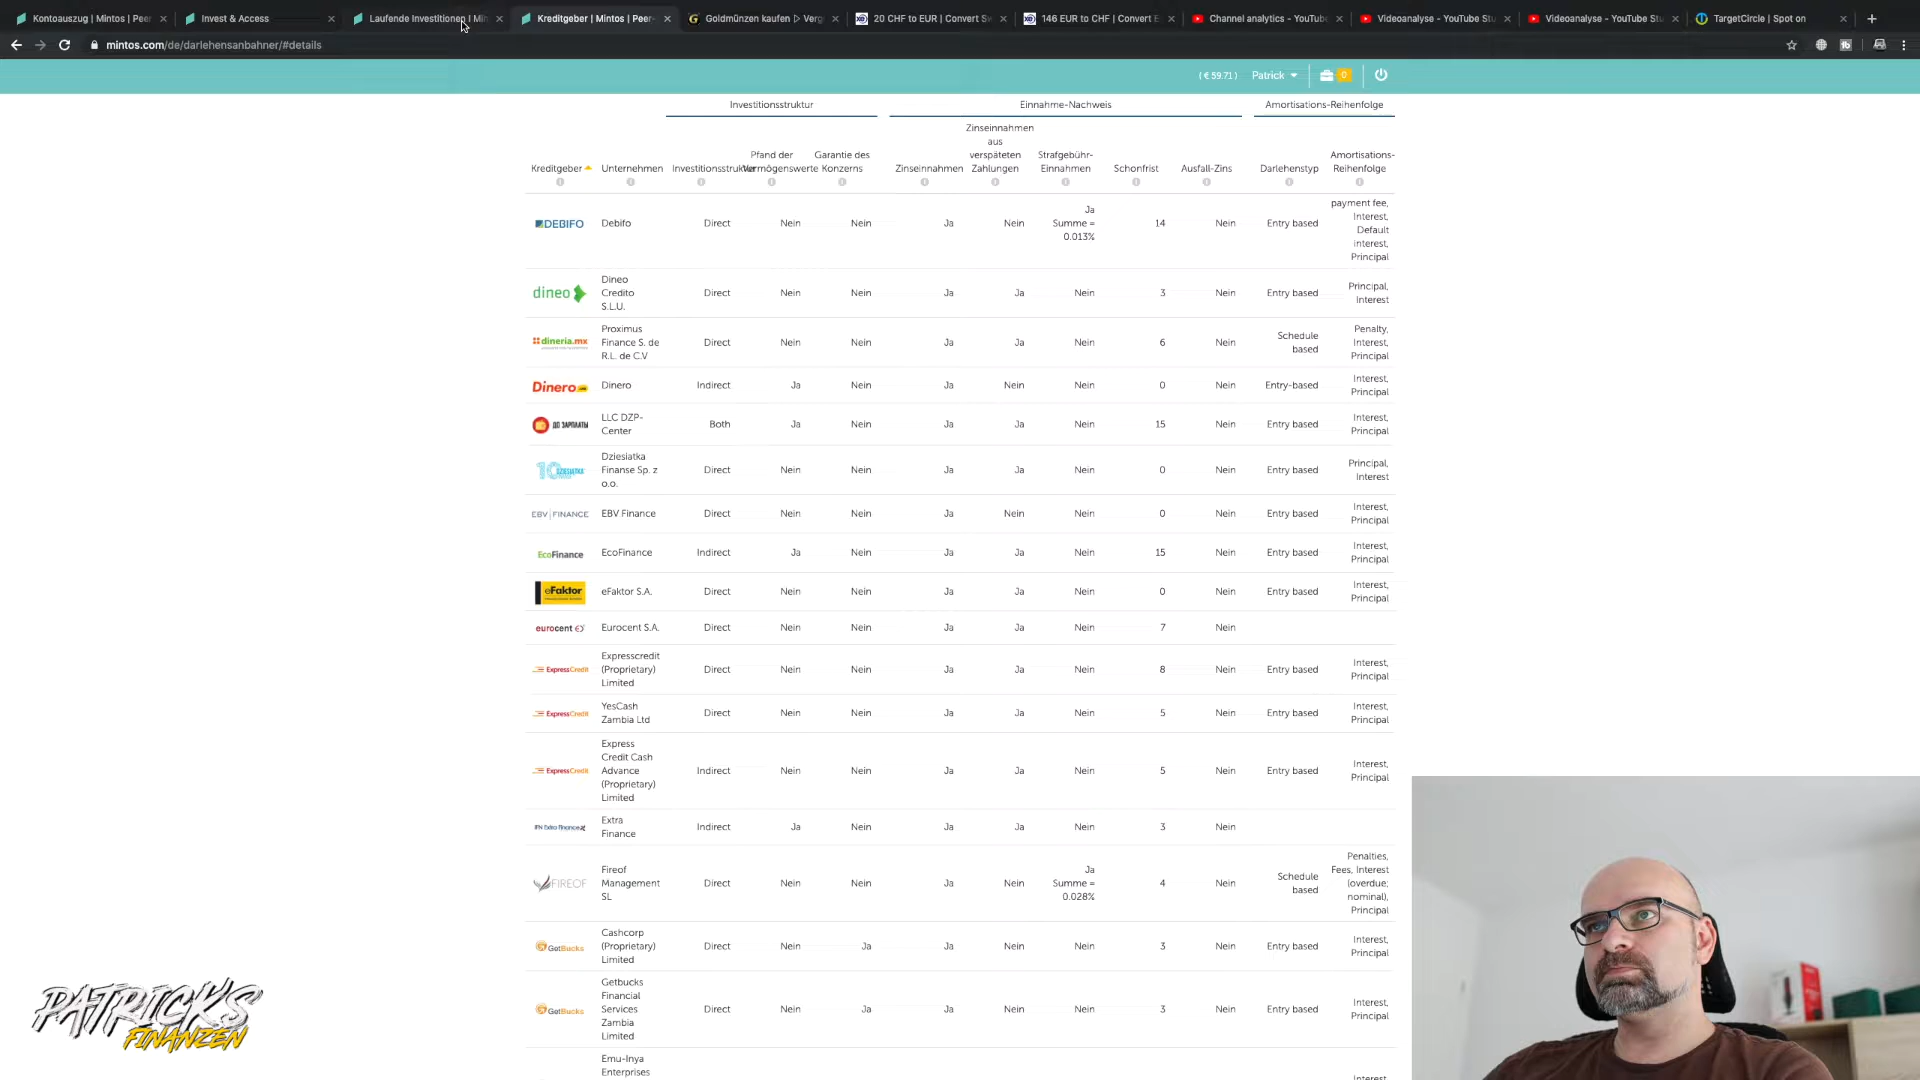 Kontoauszug | Mintos | Peer
Invest & Access
Laufende Investitionen | Min
Kreditgeber | Mintos | Peer-
Goldmünzen kaufen ▷ Verg
20 CHF to EUR | Convert Sw
146 EUR to CHF | Convert E
Channel analytics - YouTube
Videoanalyse - YouTube Stu
Videoanalyse - YouTube Stu
TargetCircle | Spot on
mintos.com/de/darlehensanbahner/#details
( € 59.71 ) Patrick 0
Investitionsstruktur Einnahme-Nachweis Amortisations-Reihenfolge
Kreditgeber
Unternehmen
Investitionsstruktur
Pfand der
Vermögenswerte
Garantie des
Konzerns
Zinseinnahmen
Zinseinnahmen
aus
verspäteten
Zahlungen
Strafgebühr-
Einnahmen
Schonfrist
Ausfall-Zins
Darlehenstyp
Amortisations-
Reihenfolge
DEBIFO
Debifo
Direct Nein Nein Ja Nein
Ja
Summe =
0.013%
14 Nein Entry based
payment fee,
Interest,
Default
interest,
Principal
dineo
Dineo
Credito
S.L.U.
Direct Nein Nein Ja Ja Nein 3 Nein Entry based
Principal,
Interest
dineria.mx
Proximus
Finance S. de
R.L. de C.V
Direct Nein Nein Ja Ja Nein 6 Nein
Schedule
based
Penalty,
Interest,
Principal
Dinero
Dinero
Indirect Ja Nein Ja Nein Nein 0 Nein Entry-based
Interest,
Principal
ДО ЗАРПЛАТЫ
LLC DZP-
Center
Both Ja Nein Ja Ja Nein 15 Nein Entry based
Interest,
Principal
10 DZIESIATKA
Dziesiatka
Finanse Sp. z
o.o.
Direct Nein Nein Ja Ja Nein 0 Nein Entry based
Principal,
Interest
EBV FINANCE
EBV Finance
Direct Nein Nein Ja Nein Nein 0 Nein Entry based
Interest,
Principal
EcoFinance
EcoFinance
Indirect Ja Nein Ja Ja Nein 15 Nein Entry based
Interest,
Principal
eFaktor
eFaktor S.A.
Direct Nein Nein Ja Ja Nein 0 Nein Entry based
Interest,
Principal
eurocent
Eurocent S.A.
Direct Nein Nein Ja Ja Nein 7 Nein
ExpressCredit
Expresscredit
(Proprietary)
Limited
Direct Nein Nein Ja Ja Nein 8 Nein Entry based
Interest,
Principal
ExpressCredit
YesCash
Zambia Ltd
Direct Nein Nein Ja Ja Nein 5 Nein Entry based
Interest,
Principal
ExpressCredit
Express
Credit Cash
Advance
(Proprietary)
Limited
Indirect Nein Nein Ja Ja Nein 5 Nein Entry based
Interest,
Principal
IFN Extra Finance
Extra
Finance
Indirect Ja Nein Ja Ja Nein 3 Nein
FIREOF
Fireof
Management
SL
Direct Nein Nein Ja Nein
Ja
Summe =
0.028%
4 Nein
Schedule
based
Penalties,
Fees, Interest
(overdue;
nominal),
Principal
GetBucks
Cashcorp
(Proprietary)
Limited
Direct Nein Ja Ja Nein Nein 3 Nein Entry based
Interest,
Principal
GetBucks
Getbucks
Financial
Services
Zambia
Limited
Direct Nein Ja Ja Nein Nein 3 Nein Entry based
Interest,
Principal
Emu-Inya
Enterprises
Interest,
PATRICKS
FINANZEN